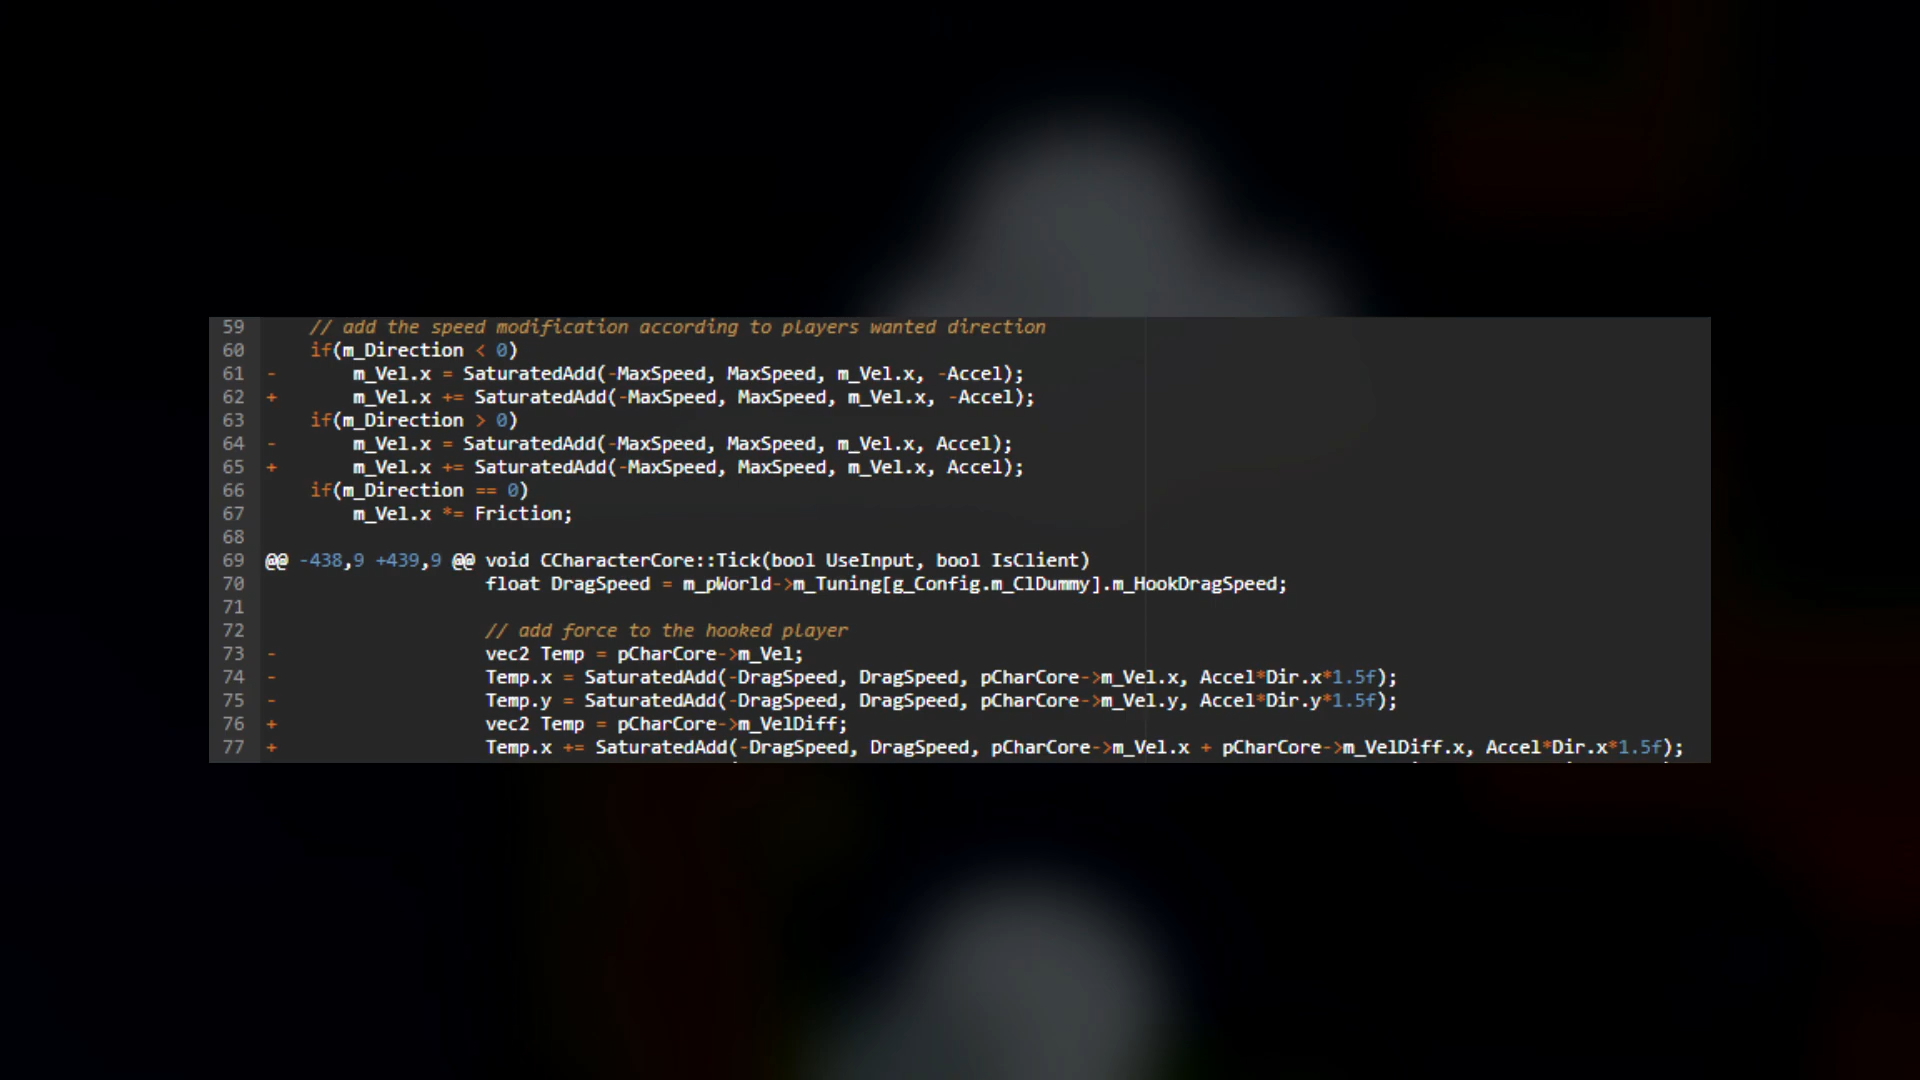 59 // add the speed modification according to players wanted direction
60 if(m_Direction < 0)
61 - m_Vel.x = SaturatedAdd(-MaxSpeed, MaxSpeed, m_Vel.x, -Accel);
62 + m_Vel.x += SaturatedAdd(-MaxSpeed, MaxSpeed, m_Vel.x, -Accel);
63 if(m_Direction > 0)
64 - m_Vel.x = SaturatedAdd(-MaxSpeed, MaxSpeed, m_Vel.x, Accel);
65 + m_Vel.x += SaturatedAdd(-MaxSpeed, MaxSpeed, m_Vel.x, Accel);
66 if(m_Direction == 0)
67 m_Vel.x *= Friction;
68
69 @@ -438,9 +439,9 @@ void CCharacterCore::Tick(bool UseInput, bool IsClient)
70 float DragSpeed = m_pWorld->m_Tuning[g_Config.m_ClDummy].m_HookDragSpeed;
71
72 // add force to the hooked player
73 - vec2 Temp = pCharCore->m_Vel;
74 - Temp.x = SaturatedAdd(-DragSpeed, DragSpeed, pCharCore->m_Vel.x, Accel*Dir.x*1.5f);
75 - Temp.y = SaturatedAdd(-DragSpeed, DragSpeed, pCharCore->m_Vel.y, Accel*Dir.y*1.5f);
76 + vec2 Temp = pCharCore->m_VelDiff;
77 + Temp.x += SaturatedAdd(-DragSpeed, DragSpeed, pCharCore->m_Vel.x + pCharCore->m_VelDiff.x, Accel*Dir.x*1.5f);